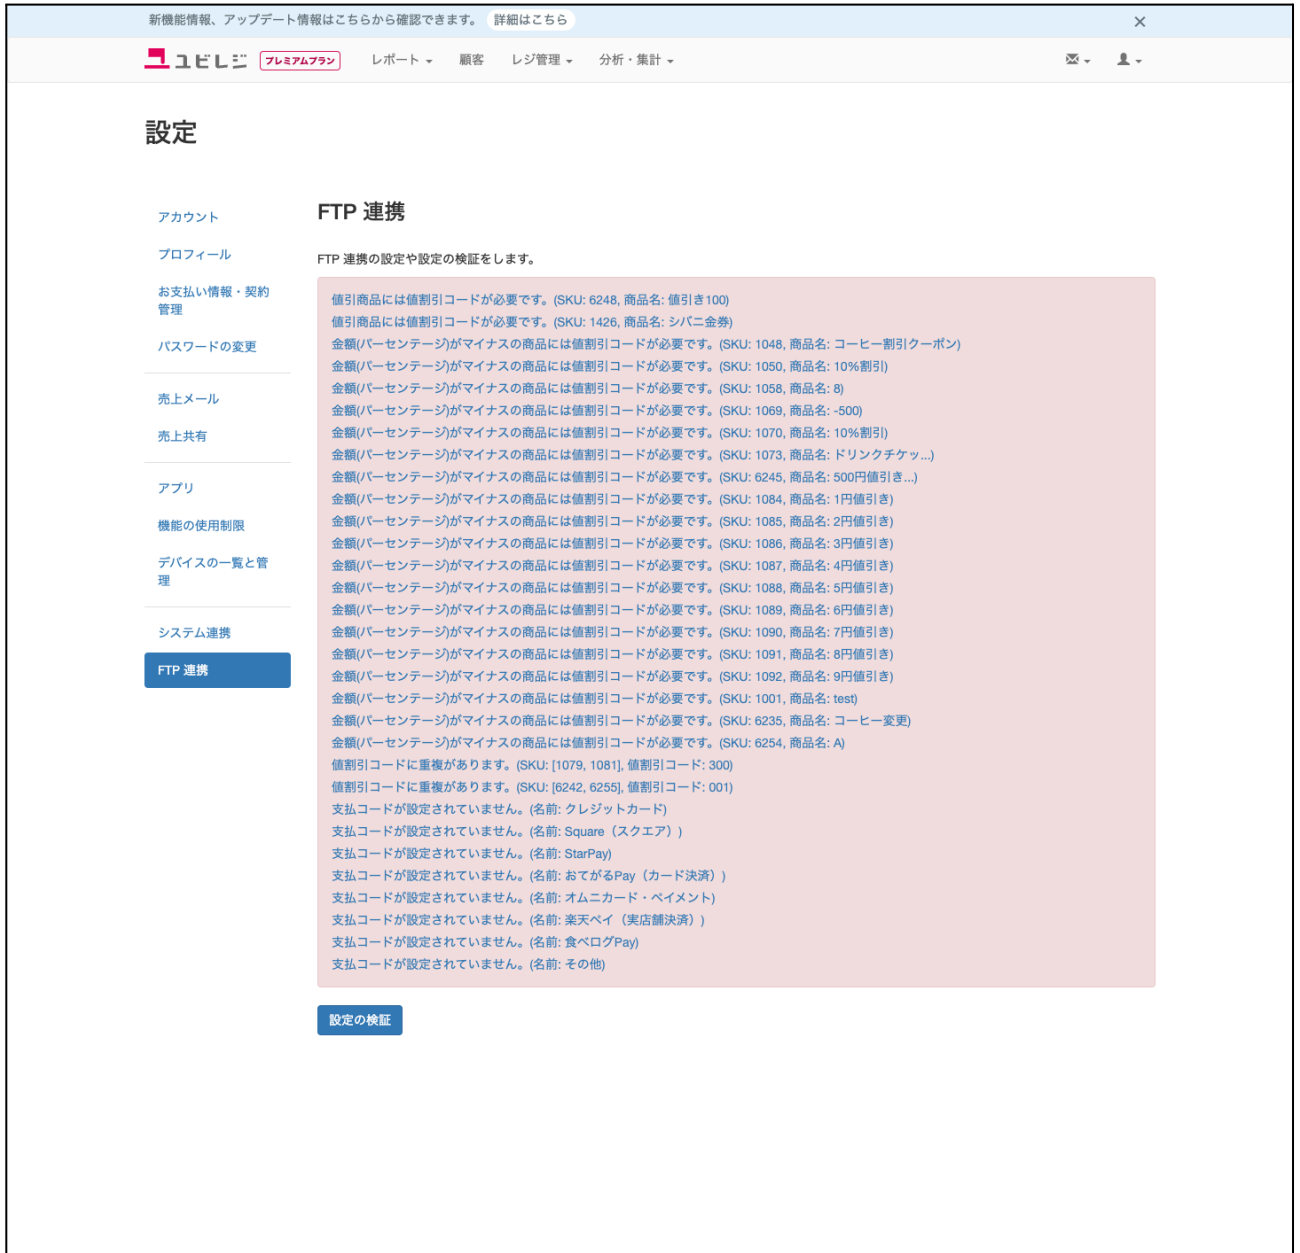 新機能情報、アップデート情報はこちらから確認できます。 詳細はこちら ×
ユビレジ プレミアムプラン レポート 顧客 レジ管理 分析・集計
設定
アカウント
プロフィール
お支払い情報・契約
管理
パスワードの変更
売上メール
売上共有
アプリ
機能の使用制限
デバイスの一覧と管
理
システム連携
FTP 連携
FTP 連携
FTP 連携の設定や設定の検証をします。
値引商品には値割引コードが必要です。(SKU: 6248, 商品名: 値引き100)
値引商品には値割引コードが必要です。(SKU: 1426, 商品名: シバニ金券)
金額(パーセンテージ)がマイナスの商品には値割引コードが必要です。(SKU: 1048, 商品名: コーヒー割引クーポン)
金額(パーセンテージ)がマイナスの商品には値割引コードが必要です。(SKU: 1050, 商品名: 10%割引)
金額(パーセンテージ)がマイナスの商品には値割引コードが必要です。(SKU: 1058, 商品名: 8)
金額(パーセンテージ)がマイナスの商品には値割引コードが必要です。(SKU: 1069, 商品名: -500)
金額(パーセンテージ)がマイナスの商品には値割引コードが必要です。(SKU: 1070, 商品名: 10%割引)
金額(パーセンテージ)がマイナスの商品には値割引コードが必要です。(SKU: 1073, 商品名: ドリンクチケッ...)
金額(パーセンテージ)がマイナスの商品には値割引コードが必要です。(SKU: 6245, 商品名: 500円値引き...)
金額(パーセンテージ)がマイナスの商品には値割引コードが必要です。(SKU: 1084, 商品名: 1円値引き)
金額(パーセンテージ)がマイナスの商品には値割引コードが必要です。(SKU: 1085, 商品名: 2円値引き)
金額(パーセンテージ)がマイナスの商品には値割引コードが必要です。(SKU: 1086, 商品名: 3円値引き)
金額(パーセンテージ)がマイナスの商品には値割引コードが必要です。(SKU: 1087, 商品名: 4円値引き)
金額(パーセンテージ)がマイナスの商品には値割引コードが必要です。(SKU: 1088, 商品名: 5円値引き)
金額(パーセンテージ)がマイナスの商品には値割引コードが必要です。(SKU: 1089, 商品名: 6円値引き)
金額(パーセンテージ)がマイナスの商品には値割引コードが必要です。(SKU: 1090, 商品名: 7円値引き)
金額(パーセンテージ)がマイナスの商品には値割引コードが必要です。(SKU: 1091, 商品名: 8円値引き)
金額(パーセンテージ)がマイナスの商品には値割引コードが必要です。(SKU: 1092, 商品名: 9円値引き)
金額(パーセンテージ)がマイナスの商品には値割引コードが必要です。(SKU: 1001, 商品名: test)
金額(パーセンテージ)がマイナスの商品には値割引コードが必要です。(SKU: 6235, 商品名: コーヒー変更)
金額(パーセンテージ)がマイナスの商品には値割引コードが必要です。(SKU: 6254, 商品名: A)
値割引コードに重複があります。(SKU: [1079, 1081], 値割引コード: 300)
値割引コードに重複があります。(SKU: [6242, 6255], 値割引コード: 001)
支払コードが設定されていません。(名前: クレジットカード)
支払コードが設定されていません。(名前: Square（スクエア）)
支払コードが設定されていません。(名前: StarPay)
支払コードが設定されていません。(名前: おてがるPay（カード決済）)
支払コードが設定されていません。(名前: オムニカード・ペイメント)
支払コードが設定されていません。(名前: 楽天ペイ（実店舗決済）)
支払コードが設定されていません。(名前: 食べログPay)
支払コードが設定されていません。(名前: その他)
設定の検証